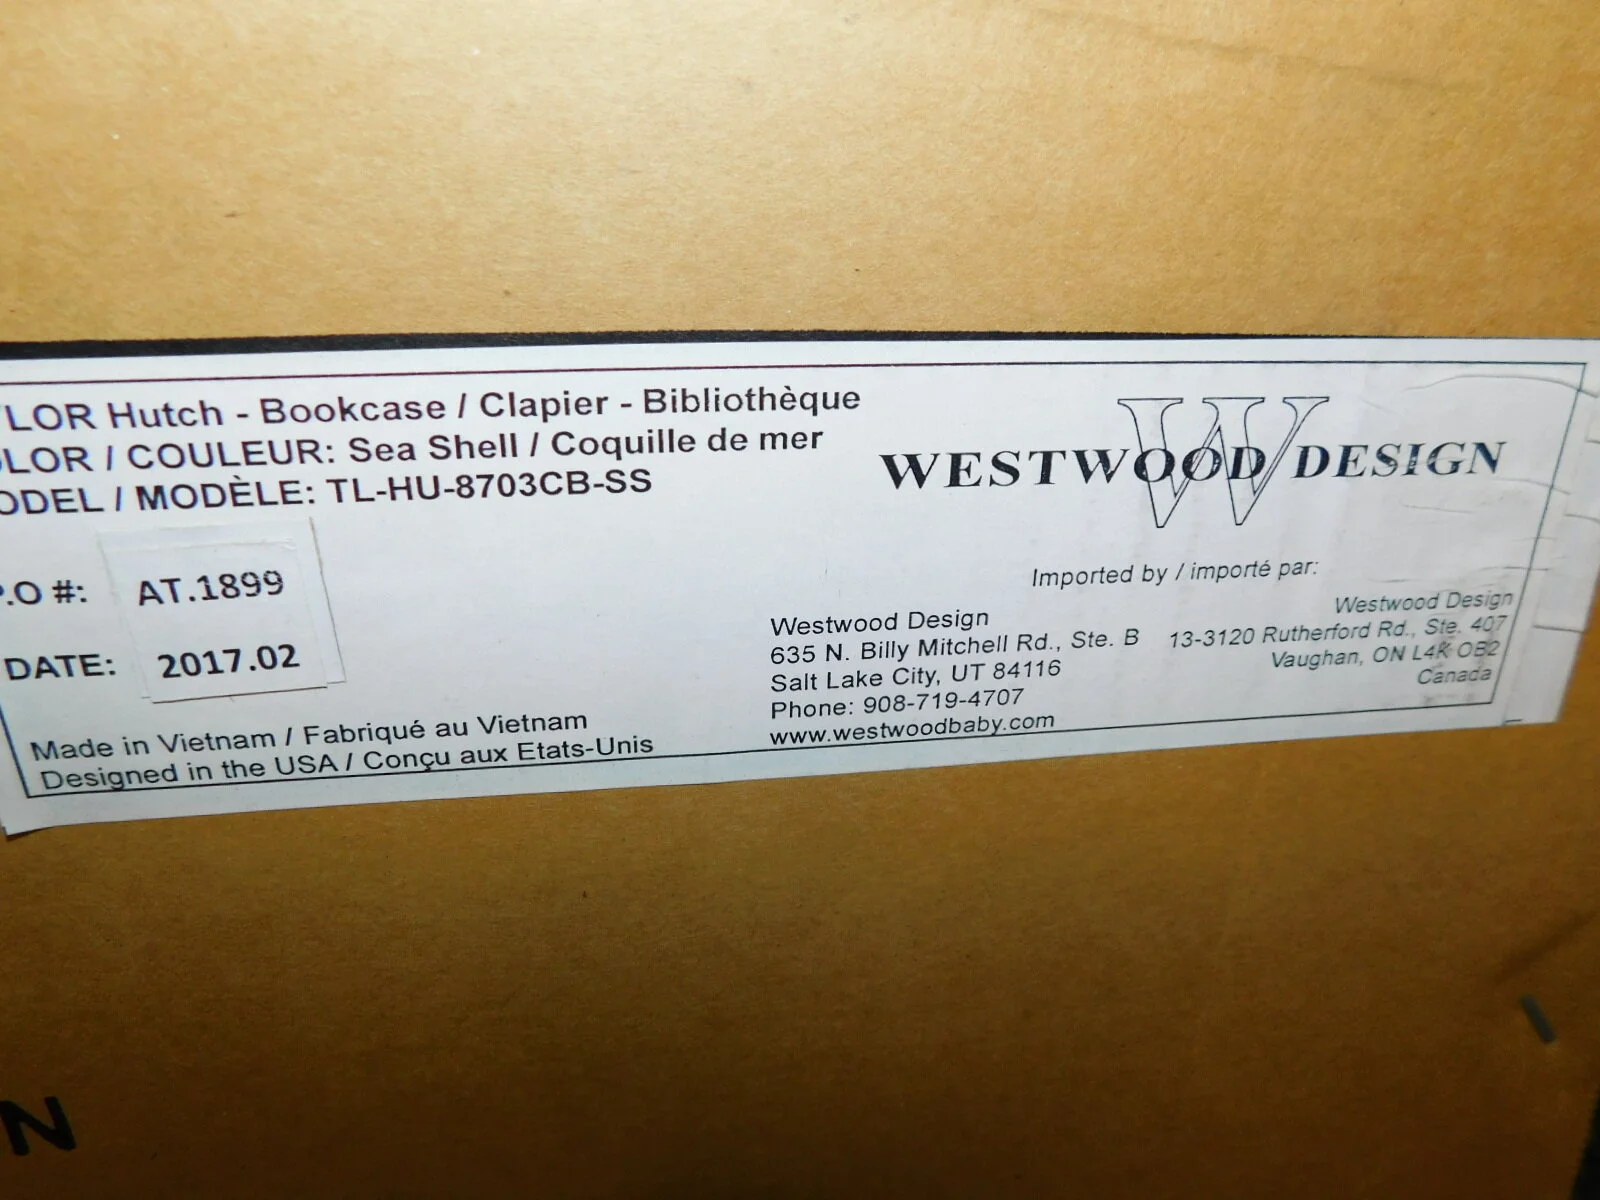 YLOR Hutch - Bookcase / Clapier - Bibliothèque
OLOR / COULEUR: Sea Shell / Coquille de mer
ODEL / MODÈLE: TL-HU-8703CB-SS
P.O #: AT.1899
DATE: 2017.02
Made in Vietnam / Fabriqué au Vietnam
Designed in the USA / Conçu aux Etats-Unis
W
WESTWOOD DESIGN
Imported by / importé par:
Westwood Design
635 N. Billy Mitchell Rd., Ste. B
Salt Lake City, UT 84116
Phone: 908-719-4707
www.westwoodbaby.com
Westwood Design
13-3120 Rutherford Rd., Ste. 407
Vaughan, ON L4K OB2
Canada
N